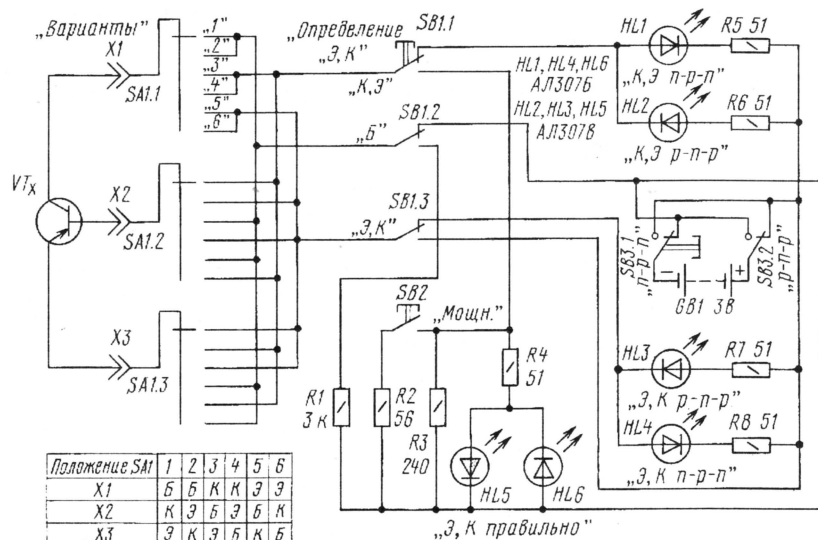 „Варианты"
X1
SA1.1
„1"
„2"
„3"
„4"
„5"
„6"
VTx
X2
SA1.2
X3
SA1.3
„Определение
„Э, К"
SB1.1
„К,Э"
SB1.2
„Б"
SB1.3
„Э,К"
SB2
„Мощн."
R1
3 к
R2
56
R3
240
R4
51
HL5
HL6
„Э, К правильно"
HL1
R5 51
„К,Э n-p-n"
HL1, HL4, HL6
АЛ307Б
HL2, HL3, HL5
АЛ307В
HL2
R6 51
„К,Э p-n-p"
SB3.1
„n-p-n"
SB3.2
„p-n-p"
− +
GB1 3В
HL3
R7 51
„Э,К p-n-p"
HL4
R8 51
„Э,К n-p-n"
Положение SA1 1 2 3 4 5 6
X1 Б Б К К Э Э
X2 К Э Б Э Б К
X3 Э К Э Б К Б